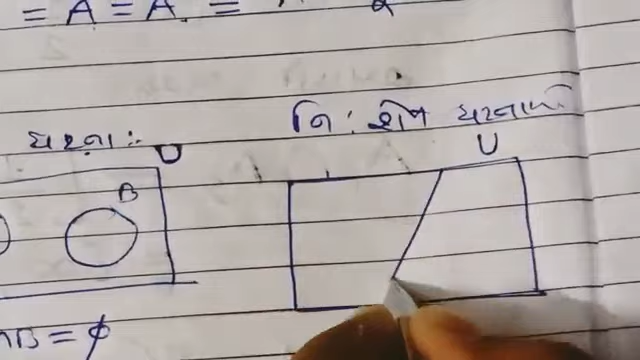 = A = A =
નિ:શેષ ઘટનાઓ
ઘટના :-
U
U
B
∩B = φ